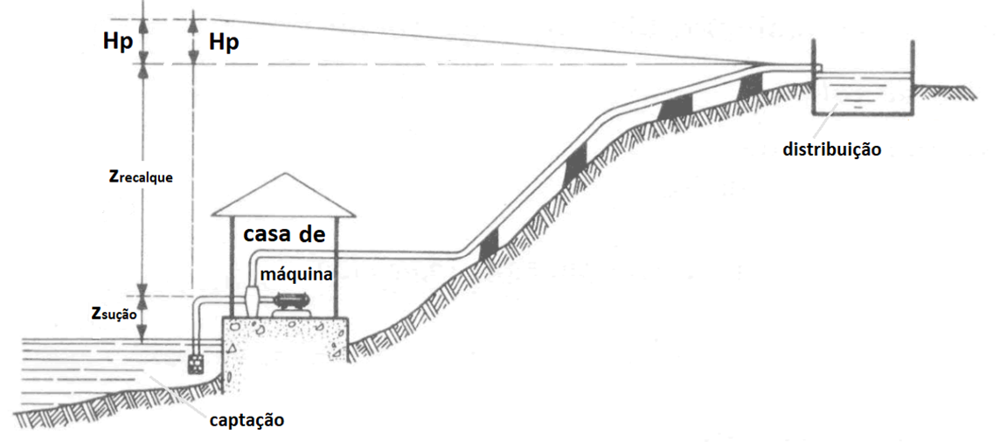 Hp
Hp
Zrecalque
distribuição
casa de
máquina
Zsução
captação